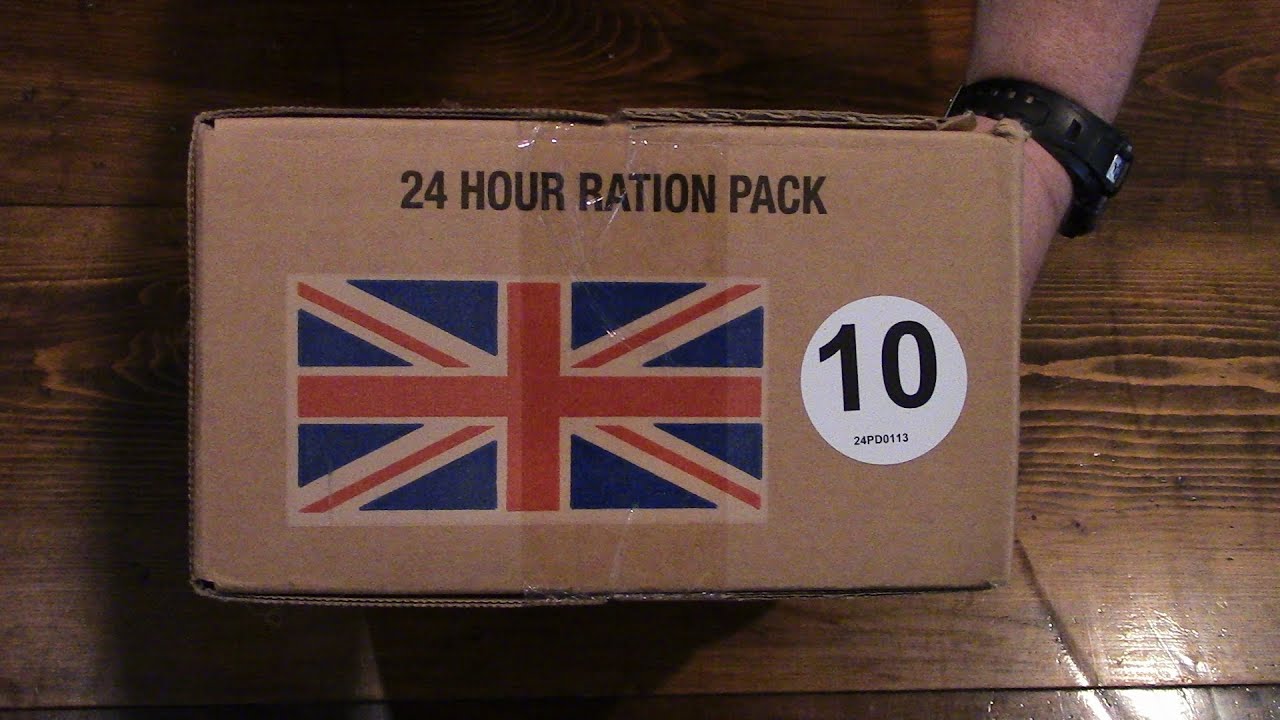 24 HOUR RATION PACK
10
24PD0113